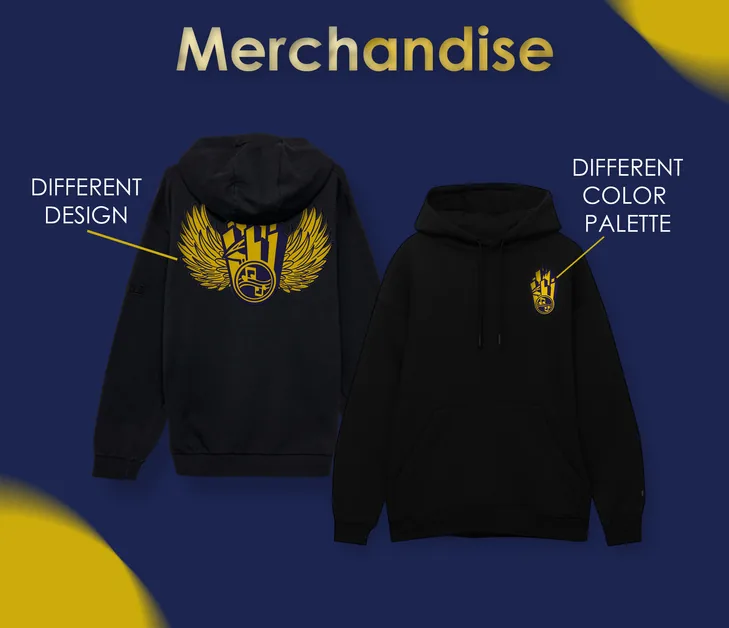 Merchandise
DIFFERENT
DESIGN
DIFFERENT
COLOR
PALETTE